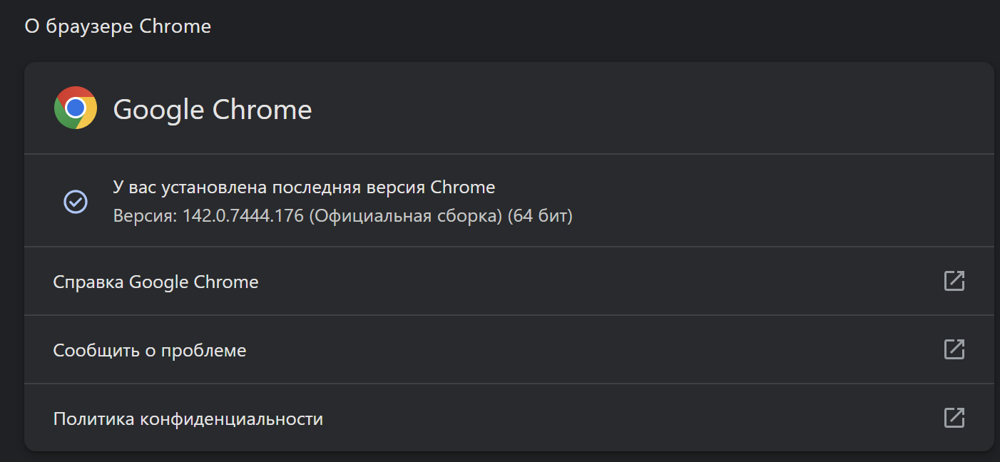 О браузере Chrome
Google Chrome
У вас установлена последняя версия Chrome
Версия: 142.0.7444.176 (Официальная сборка) (64 бит)
Справка Google Chrome
Сообщить о проблеме
Политика конфиденциальности